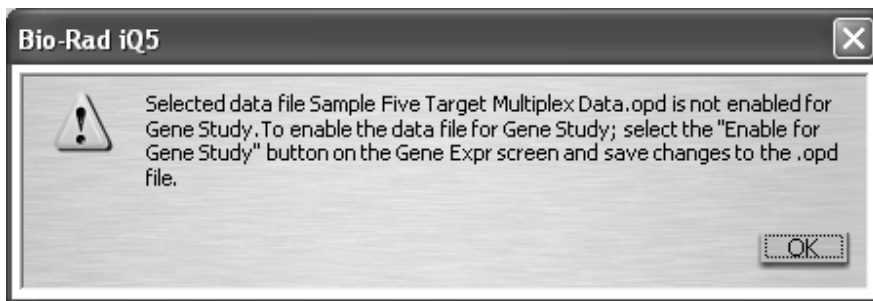 Bio-Rad iQ5
Selected data file Sample Five Target Multiplex Data.opd is not enabled for
Gene Study.To enable the data file for Gene Study; select the "Enable for
Gene Study" button on the Gene Expr screen and save changes to the .opd
file.
OK